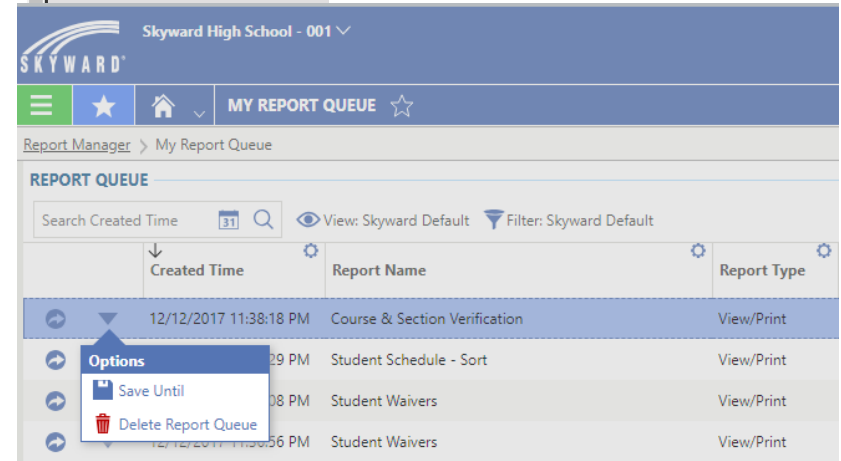 Skyward High School - 001
SKYWARD
MY REPORT QUEUE
Report Manager > My Report Queue
REPORT QUEUE
Search Created Time 31 View: Skyward Default Filter: Skyward Default
Created Time Report Name Report Type
12/12/2017 11:38:18 PM Course & Section Verification View/Print
Options 29 PM Student Schedule - Sort View/Print
Save Until
08 PM Student Waivers View/Print
Delete Report Queue
PM Student Waivers View/Print